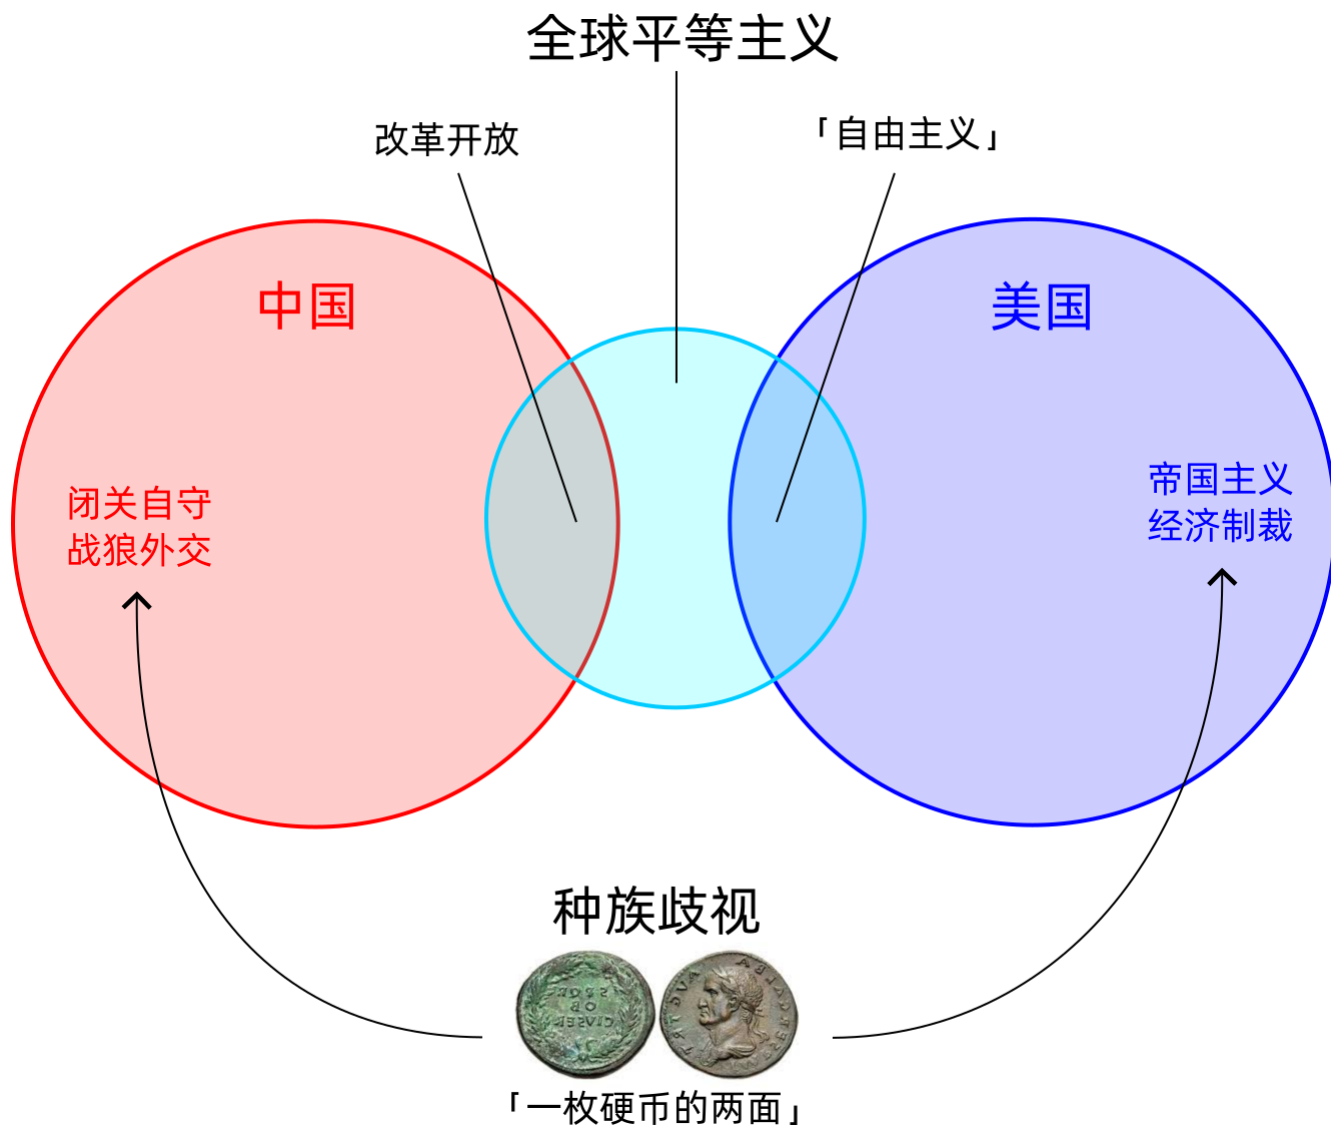 全球平等主义
改革开放
「自由主义」
中国
美国
闭关自守
战狼外交
帝国主义
经济制裁
种族歧视
「一枚硬币的两面」